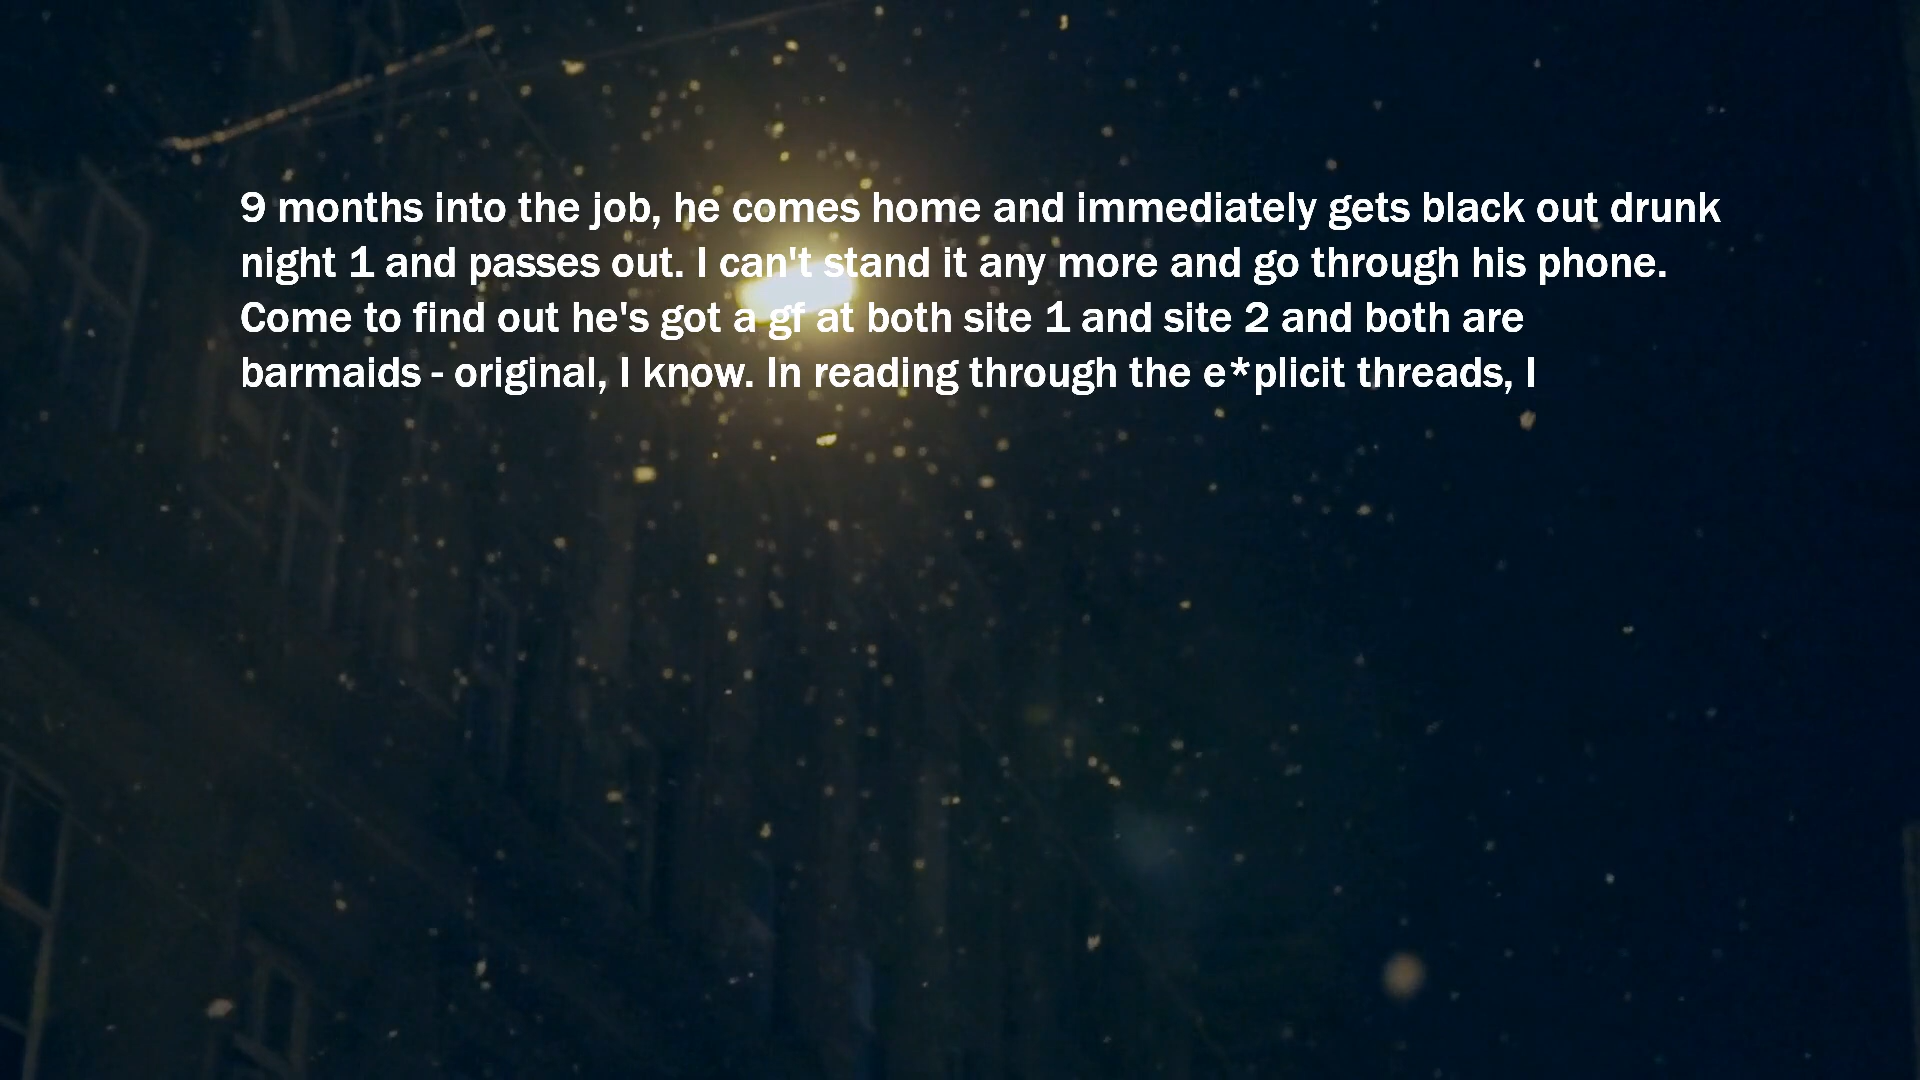 9 months into the job, he comes home and immediately gets black out drunk
night 1 and passes out. I can't stand it any more and go through his phone.
Come to find out he's got a gf at both site 1 and site 2 and both are
barmaids - original, I know. In reading through the e*plicit threads, I